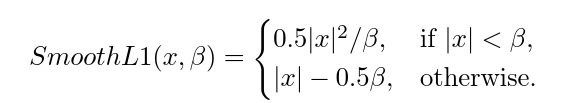 SmoothL1(x, β) = { 0.5|x|²/β, if |x| < β,
|x| − 0.5β, otherwise.